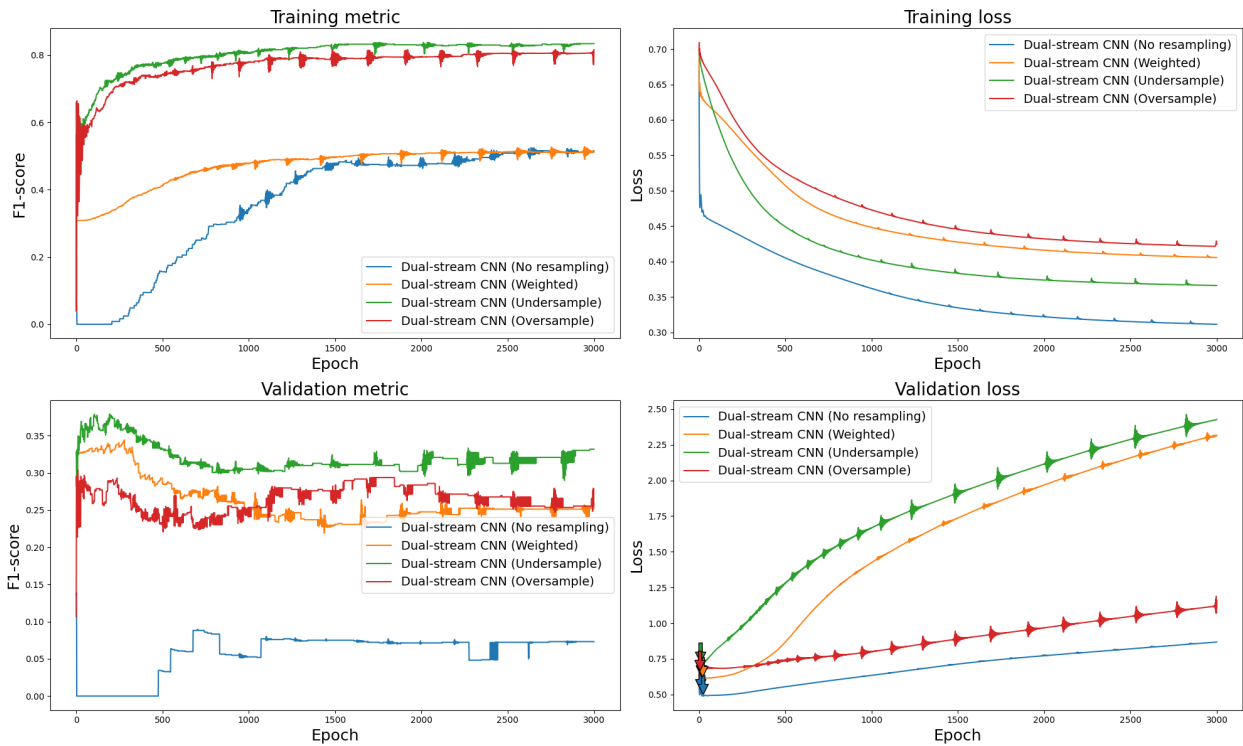 Training metric
F1-score
0.8
0.6
0.4
0.2
0.0
Dual-stream CNN (No resampling)
Dual-stream CNN (Weighted)
Dual-stream CNN (Undersample)
Dual-stream CNN (Oversample)
0 500 1000 1500 2000 2500 3000
Epoch
Training loss
Loss
0.70
0.65
0.60
0.55
0.50
0.45
0.40
0.35
0.30
Dual-stream CNN (No resampling)
Dual-stream CNN (Weighted)
Dual-stream CNN (Undersample)
Dual-stream CNN (Oversample)
0 500 1000 1500 2000 2500 3000
Epoch
Validation metric
F1-score
0.35
0.30
0.25
0.20
0.15
0.10
0.05
0.00
Dual-stream CNN (No resampling)
Dual-stream CNN (Weighted)
Dual-stream CNN (Undersample)
Dual-stream CNN (Oversample)
0 500 1000 1500 2000 2500 3000
Epoch
Validation loss
Loss
2.50
2.25
2.00
1.75
1.50
1.25
1.00
0.75
0.50
Dual-stream CNN (No resampling)
Dual-stream CNN (Weighted)
Dual-stream CNN (Undersample)
Dual-stream CNN (Oversample)
0 500 1000 1500 2000 2500 3000
Epoch